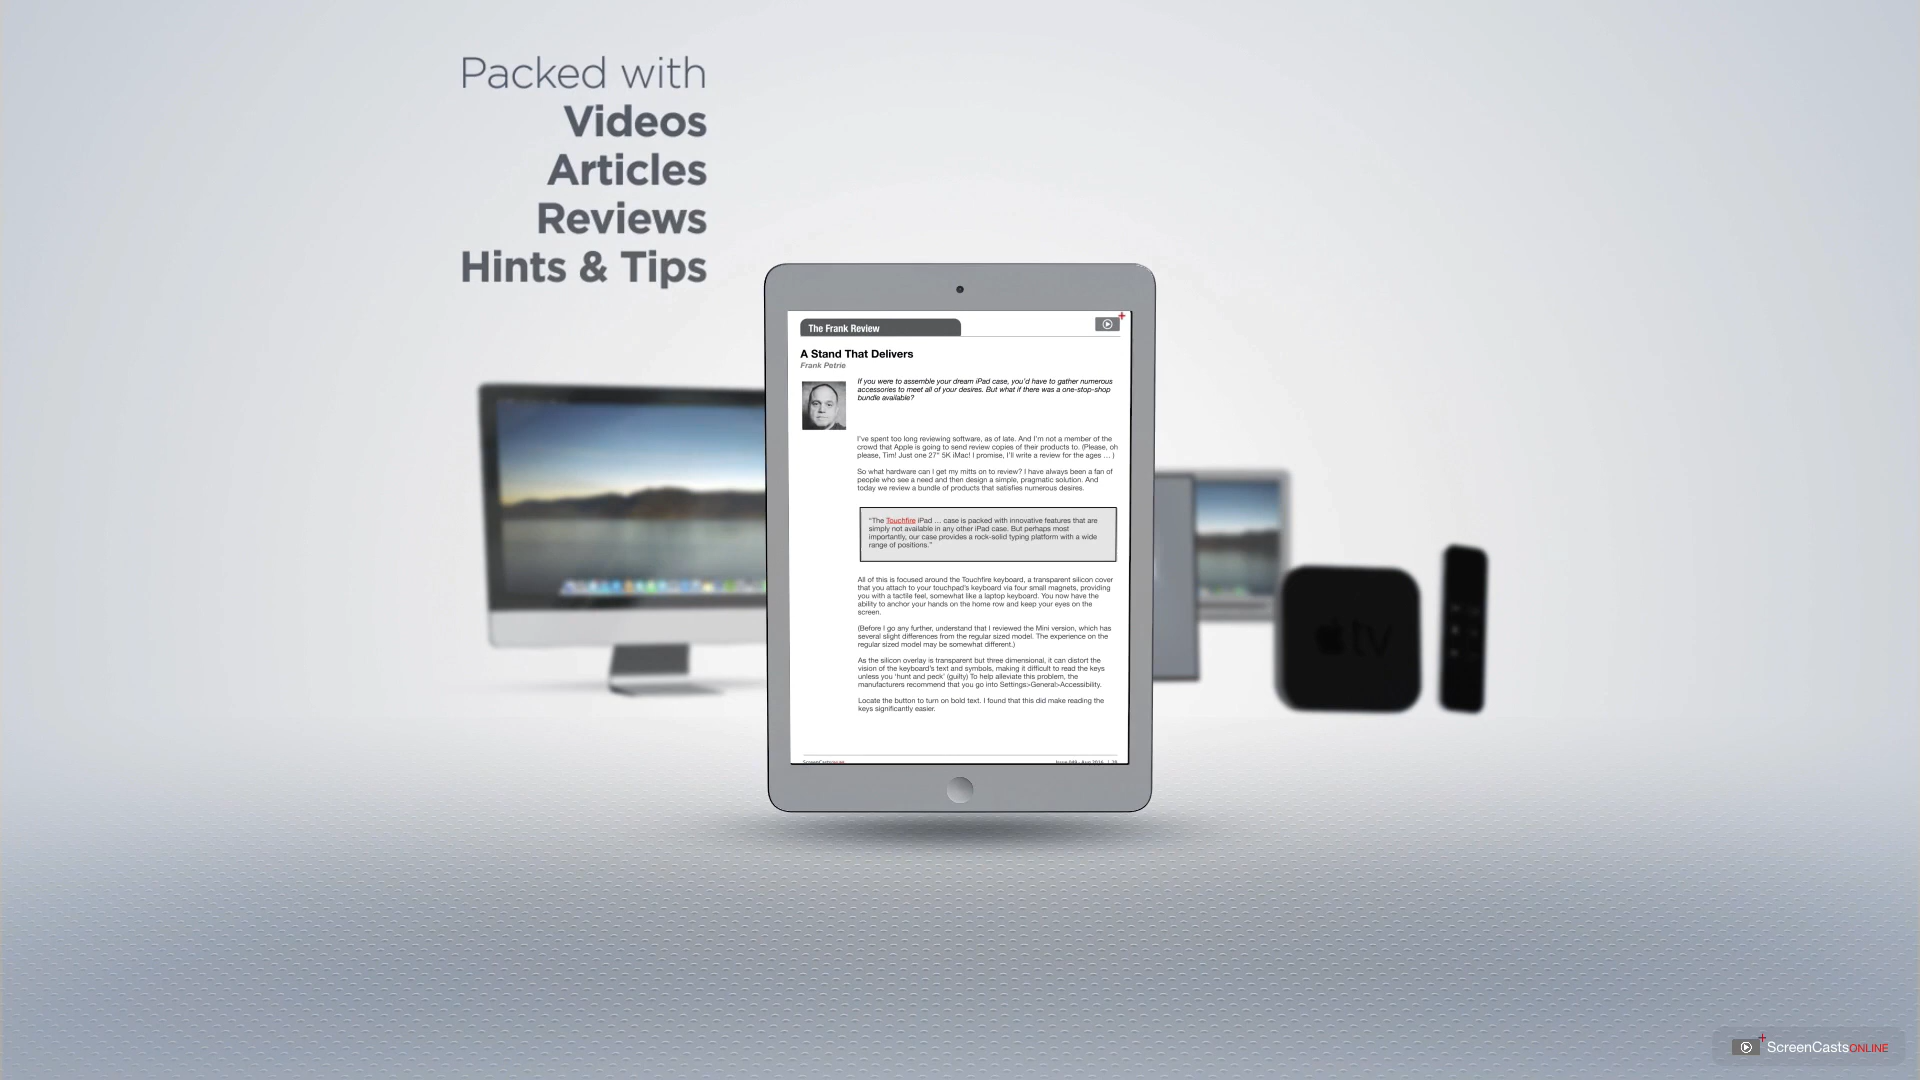 Packed with
Videos
Articles
Reviews
Hints & Tips
The Frank Review
A Stand That Delivers
Frank Petrie
If you were to assemble your dream iPad case, you'd have to gather numerous
accessories to meet all of your desires. But what if there was a one-stop-shop
bundle available?
I've spent too long reviewing software, as of late. And I'm not a member of the
crowd that Apple is going to send review copies of their products to. (Please, oh
please, Tim! Just one 27" 5K iMac! I promise, I'll write a review for the ages ... )
So what hardware can I get my mitts on to review? I have always been a fan of
people who see a need and then design a simple, pragmatic solution. And
today we review a bundle of products that satisfies numerous desires.
"The Touchfire iPad ... case is packed with innovative features that are
simply not available in any other iPad case. But perhaps most
importantly, our case provides a rock-solid typing platform with a wide
range of positions."
All of this is focused around the Touchfire keyboard, a transparent silicon cover
that you attach to your touchpad's keyboard via four small magnets, providing
you with a tactile feel, somewhat like a laptop keyboard. You now have the
ability to anchor your hands on the home row and keep your eyes on the
screen.
(Before I go any further, understand that I reviewed the Mini version, which has
several slight differences from the regular sized model. The experience on the
regular sized model may be somewhat different.)
As the silicon overlay is transparent but three dimensional, it can distort the
vision of the keyboard's text and symbols, making it difficult to read the keys
unless you 'hunt and peck' (guilty) To help alleviate this problem, the
manufacturers recommend that you go into Settings>General>Accessibility.
Locate the button to turn on bold text. I found that this did make reading the
keys significantly easier.
tv
ScreenCastsONLINE